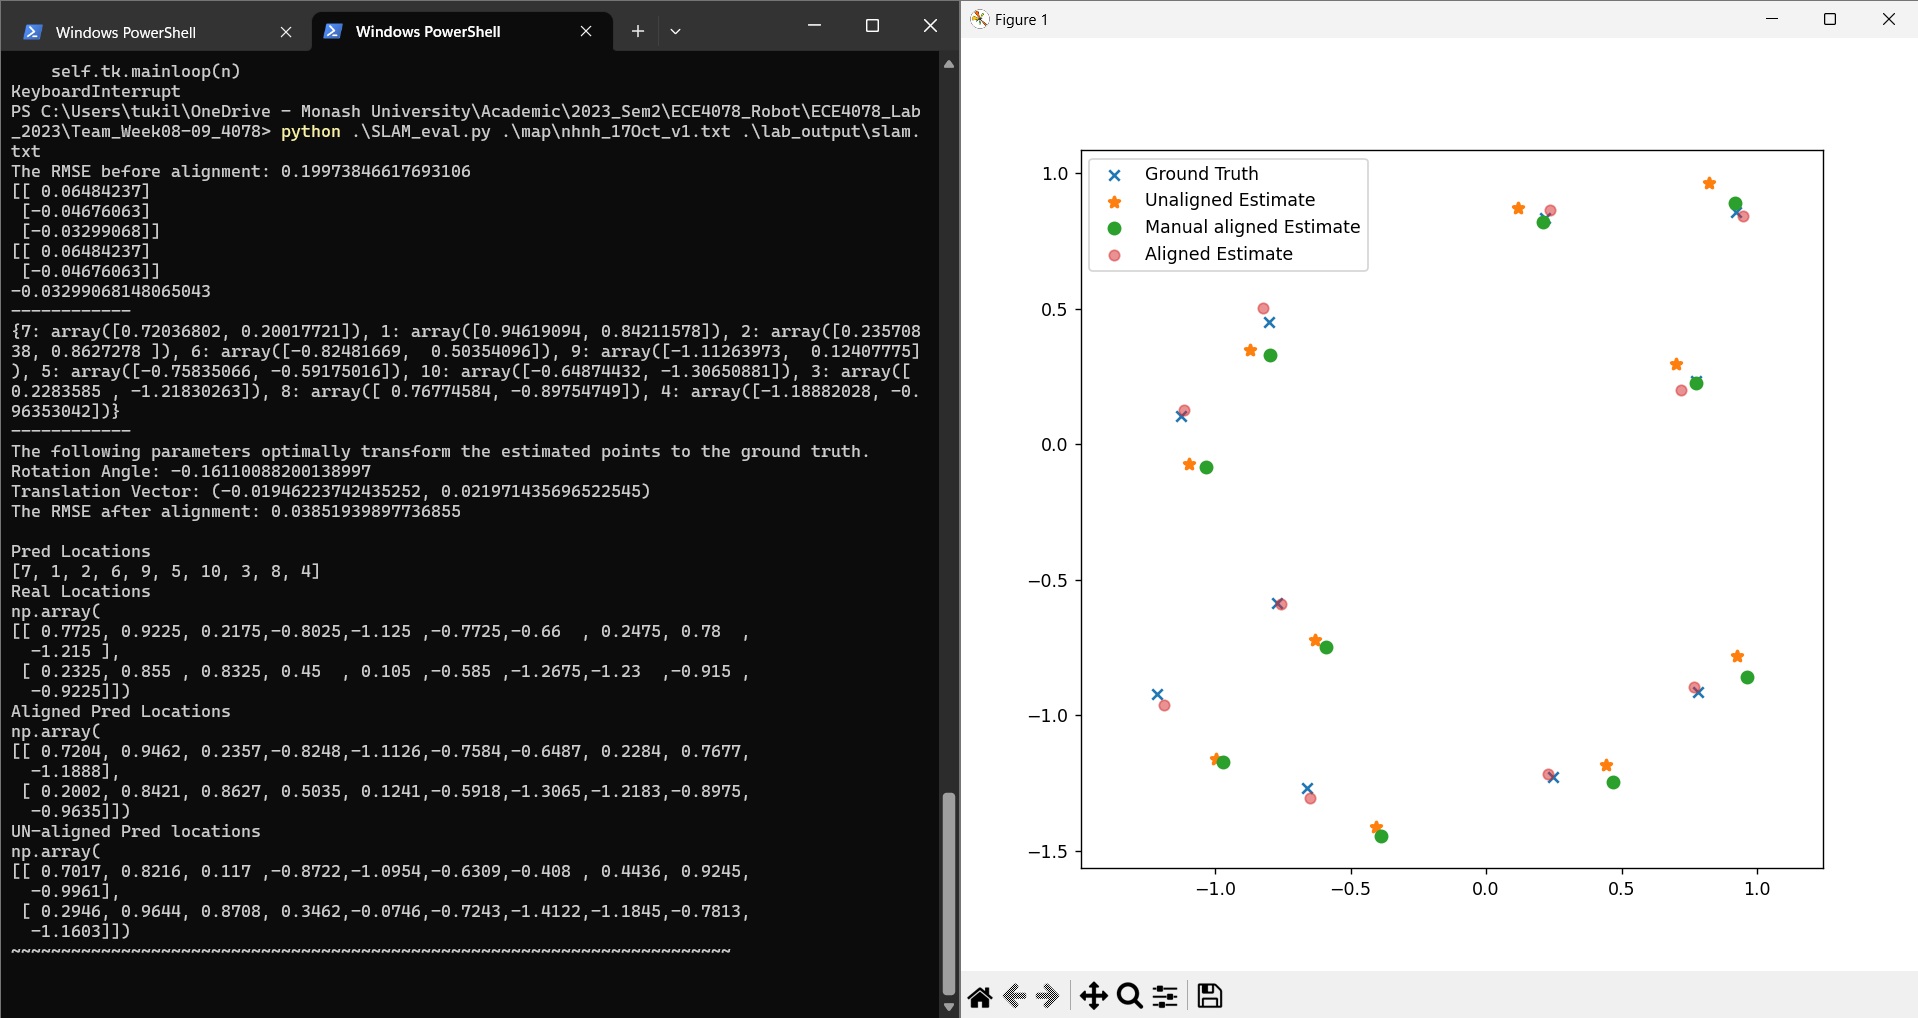 Windows PowerShell
Windows PowerShell
    self.tk.mainloop(n)
KeyboardInterrupt
PS C:\Users\tukil\OneDrive - Monash University\Academic\2023_Sem2\ECE4078_Robot\ECE4078_Lab
_2023\Team_Week08-09_4078> python .\SLAM_eval.py .\map\nhnh_17Oct_v1.txt .\lab_output\slam.
txt
The RMSE before alignment: 0.19973846617693106
[[ 0.06484237]
 [-0.04676063]
 [-0.03299068]]
[[ 0.06484237]
 [-0.04676063]]
-0.03299068148065043
------------
{7: array([0.72036802, 0.20017721]), 1: array([0.94619094, 0.84211578]), 2: array([0.235708
38, 0.8627278 ]), 6: array([-0.82481669,  0.50354096]), 9: array([-1.11263973,  0.12407775]
), 5: array([-0.75835066, -0.59175016]), 10: array([-0.64874432, -1.30650881]), 3: array([
0.2283585 , -1.21830263]), 8: array([ 0.76774584, -0.89754749]), 4: array([-1.18882028, -0.
96353042])}
------------
The following parameters optimally transform the estimated points to the ground truth.
Rotation Angle: -0.16110088200138997
Translation Vector: (-0.01946223742435252, 0.021971435696522545)
The RMSE after alignment: 0.03851939897736855
Pred Locations
[7, 1, 2, 6, 9, 5, 10, 3, 8, 4]
Real Locations
np.array(
[[ 0.7725, 0.9225, 0.2175,-0.8025,-1.125 ,-0.7725,-0.66  , 0.2475, 0.78  ,
  -1.215 ],
 [ 0.2325, 0.855 , 0.8325, 0.45  , 0.105 ,-0.585 ,-1.2675,-1.23  ,-0.915 ,
  -0.9225]])
Aligned Pred Locations
np.array(
[[ 0.7204, 0.9462, 0.2357,-0.8248,-1.1126,-0.7584,-0.6487, 0.2284, 0.7677,
  -1.1888],
 [ 0.2002, 0.8421, 0.8627, 0.5035, 0.1241,-0.5918,-1.3065,-1.2183,-0.8975,
  -0.9635]])
UN-aligned Pred locations
np.array(
[[ 0.7017, 0.8216, 0.117 ,-0.8722,-1.0954,-0.6309,-0.408 , 0.4436, 0.9245,
  -0.9961],
 [ 0.2946, 0.9644, 0.8708, 0.3462,-0.0746,-0.7243,-1.4122,-1.1845,-0.7813,
  -1.1603]])
~~~~~~~~~~~~~~~~~~~~~~~~~~~~~~~~~~~~~~~~~~~~~~~~~~~~~~~~~~~~~~~~~~~~~~~~
Figure 1
Ground Truth
Unaligned Estimate
Manual aligned Estimate
Aligned Estimate
1.0
0.5
0.0
−0.5
−1.0
−1.5
−1.0
−0.5
0.0
0.5
1.0